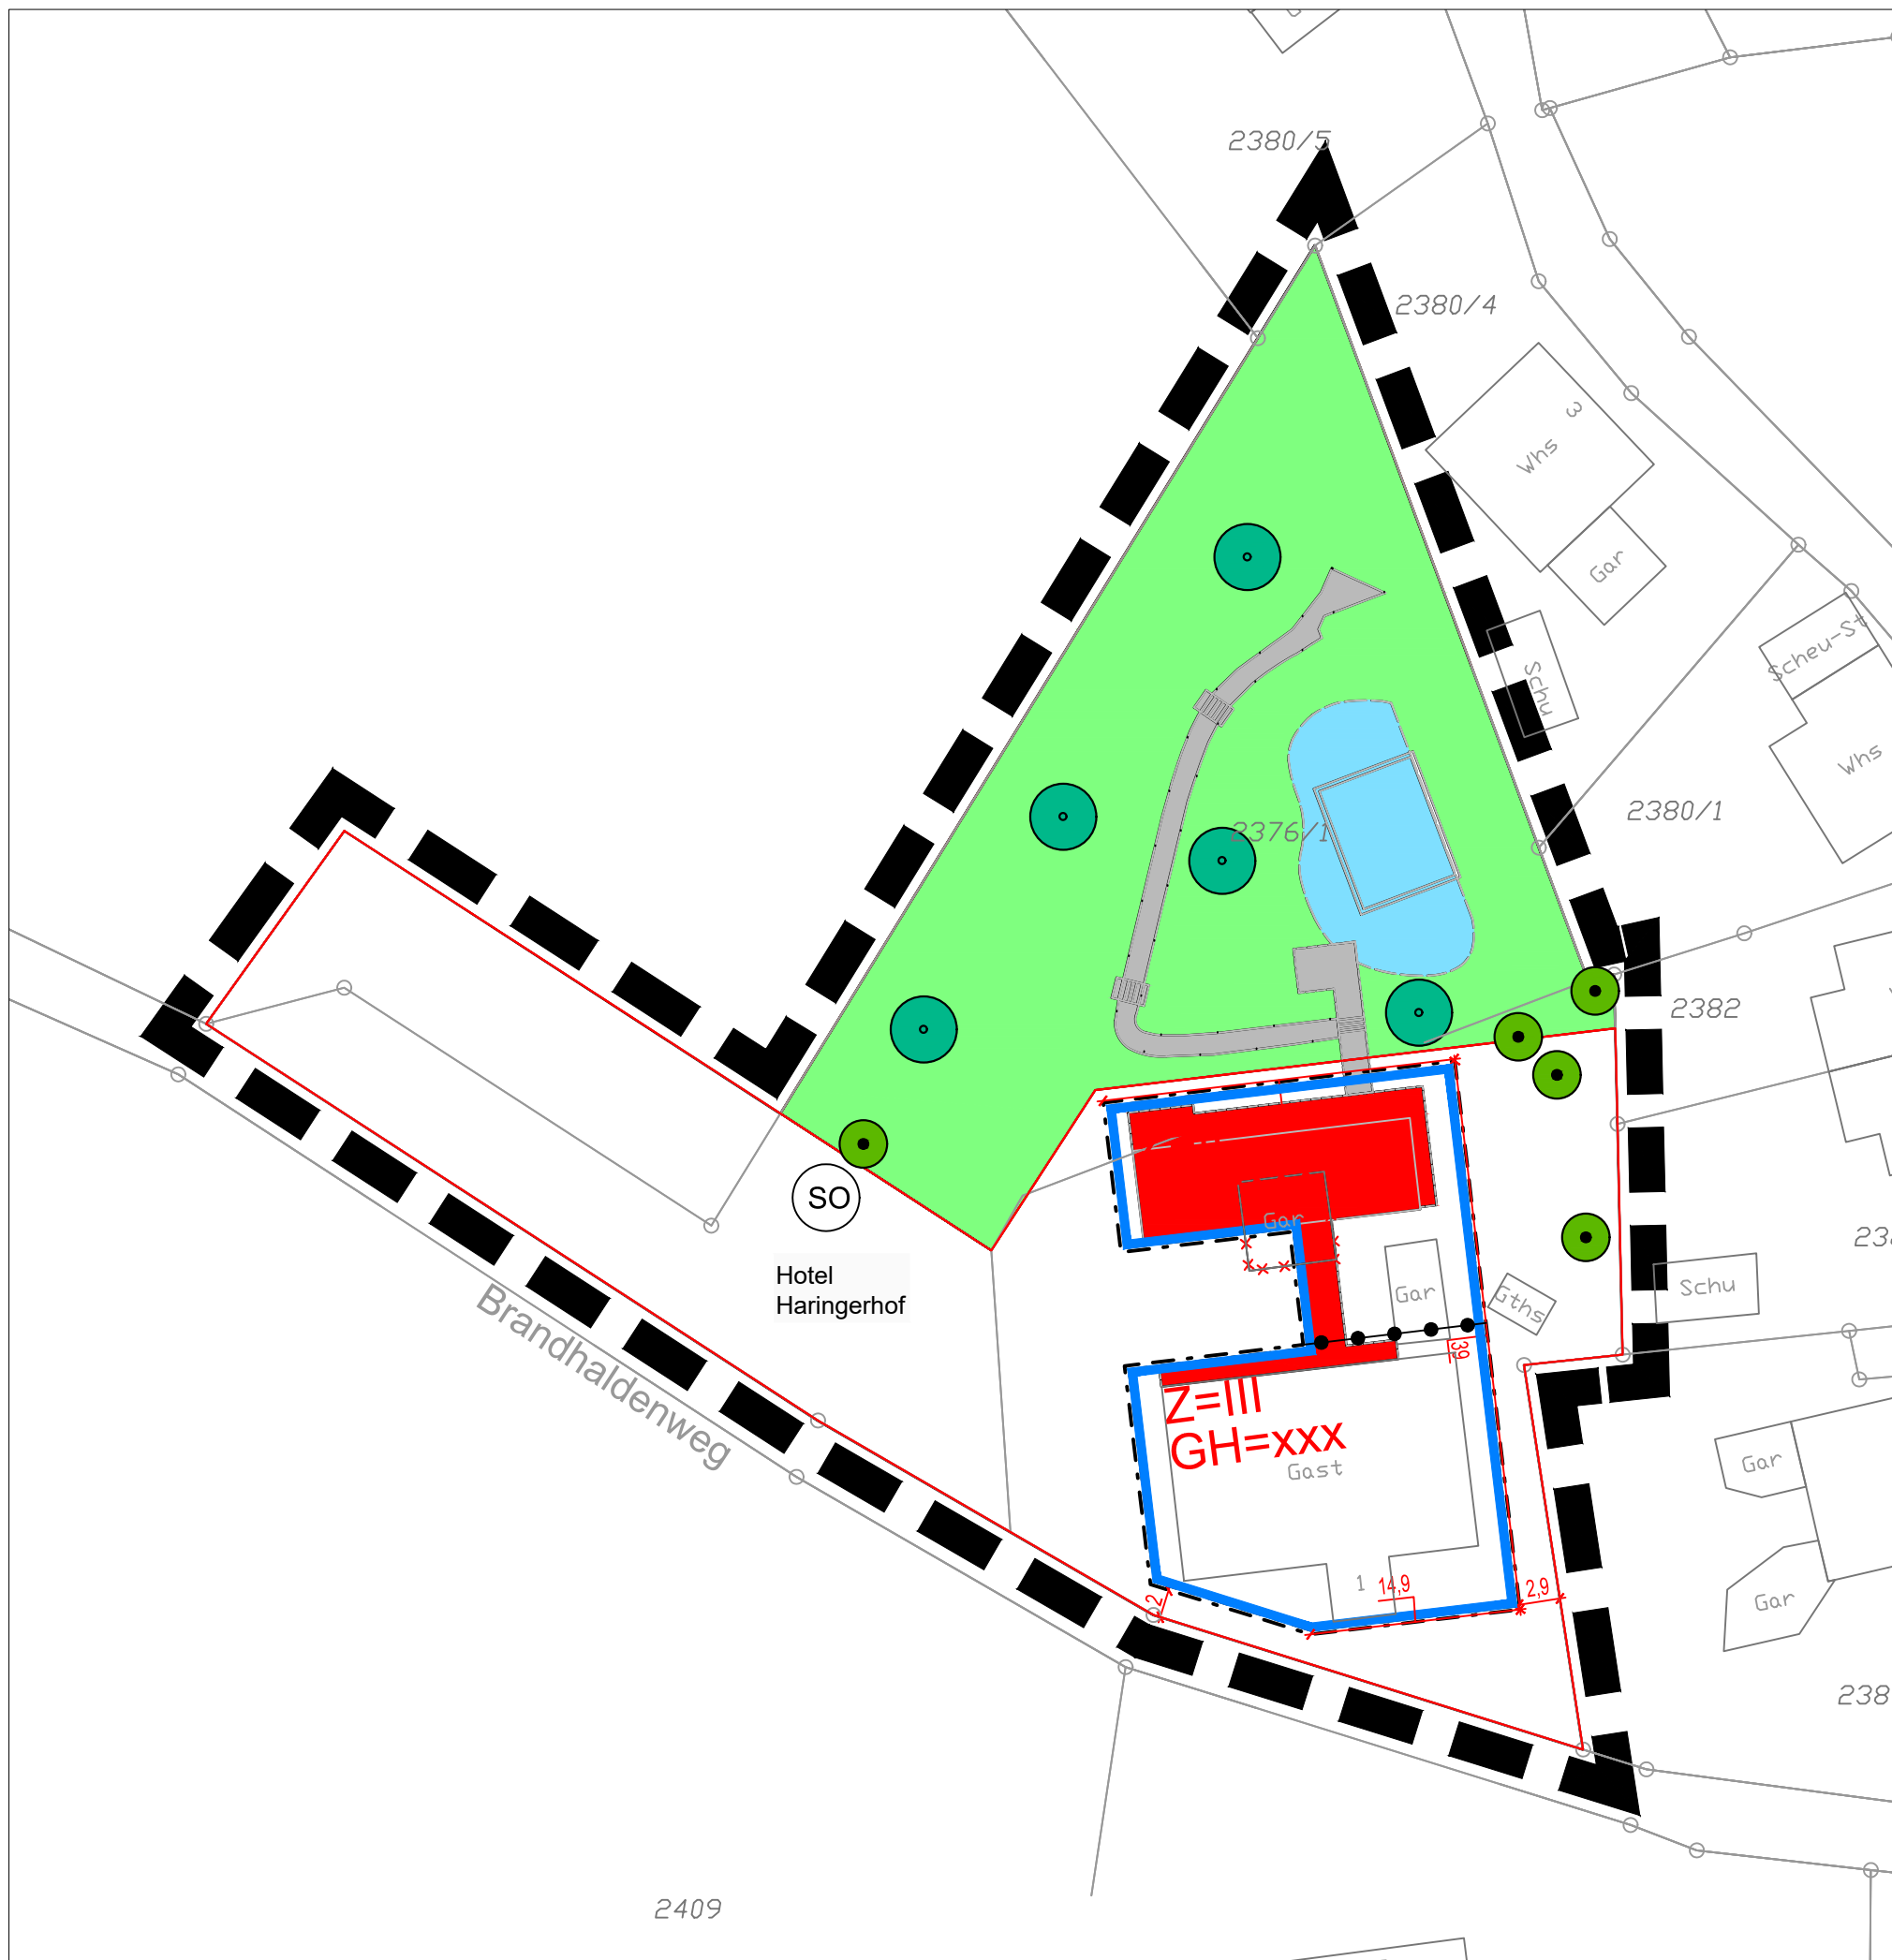 2380/5
2380/4
3
Whs
Gar
Scheu-St
Schu
Whs
2380/1
2376/1
2382
SO
Hotel
Haringerhof
Gar
Gar
Gths
Schu
Brandhaldenweg
39
Z=III
GH=xxx
Gast
Gar
1
14,9
2,9
2
Gar
238
2409